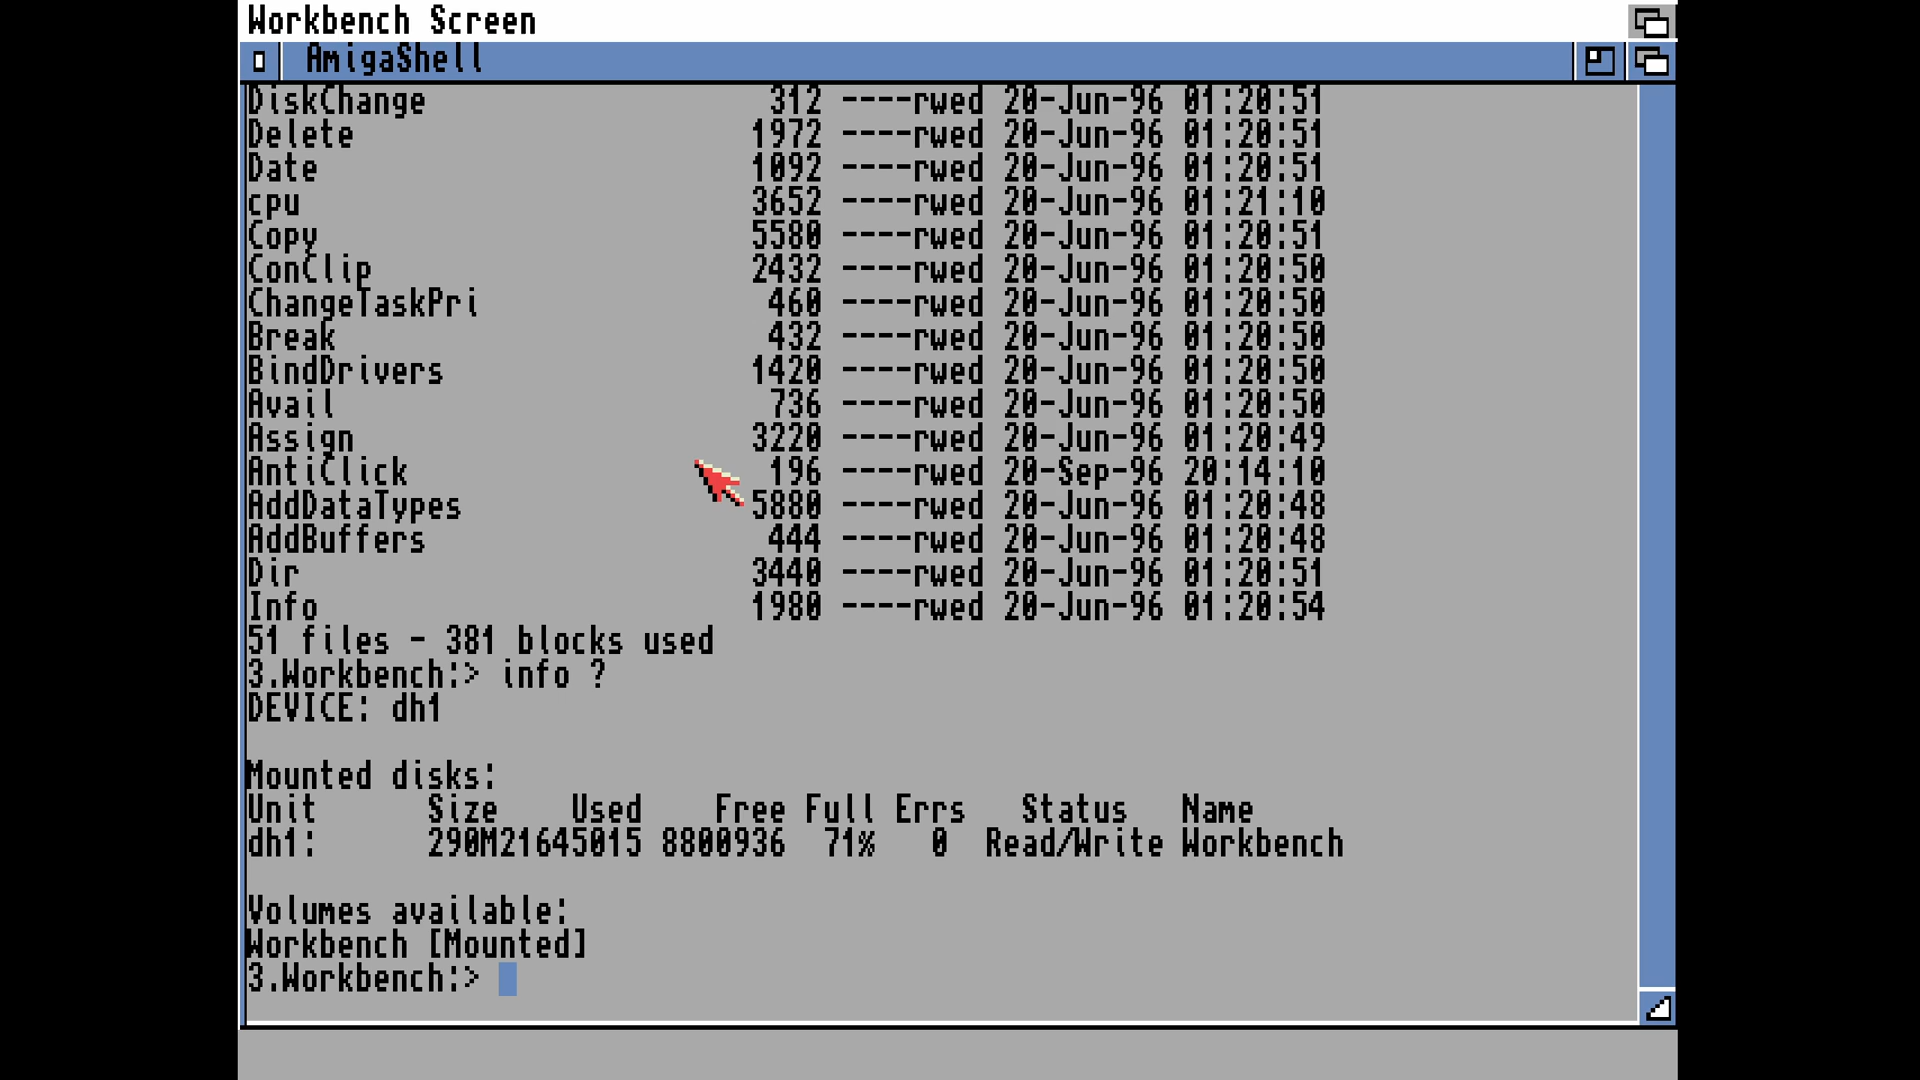 Workbench Screen
AmigaShell
DiskChange 312 ----rwed 20-Jun-96 01:20:51
Delete 1972 ----rwed 20-Jun-96 01:20:51
Date 1092 ----rwed 20-Jun-96 01:20:51
cpu 3652 ----rwed 20-Jun-96 01:21:10
Copy 5580 ----rwed 20-Jun-96 01:20:51
ConClip 2432 ----rwed 20-Jun-96 01:20:50
ChangeTaskPri 460 ----rwed 20-Jun-96 01:20:50
Break 432 ----rwed 20-Jun-96 01:20:50
BindDrivers 1420 ----rwed 20-Jun-96 01:20:50
Avail 736 ----rwed 20-Jun-96 01:20:50
Assign 3220 ----rwed 20-Jun-96 01:20:49
AntiClick 196 ----rwed 20-Sep-96 20:14:10
AddDataTypes 5880 ----rwed 20-Jun-96 01:20:48
AddBuffers 444 ----rwed 20-Jun-96 01:20:48
Dir 3440 ----rwed 20-Jun-96 01:20:51
Info 1980 ----rwed 20-Jun-96 01:20:54
51 files - 381 blocks used
3.Workbench:> info ?
DEVICE: dh1
Mounted disks:
Unit Size Used Free Full Errs Status Name
dh1: 290M21645015 8800936 71% 0 Read/Write Workbench
Volumes available:
Workbench [Mounted]
3.Workbench:>